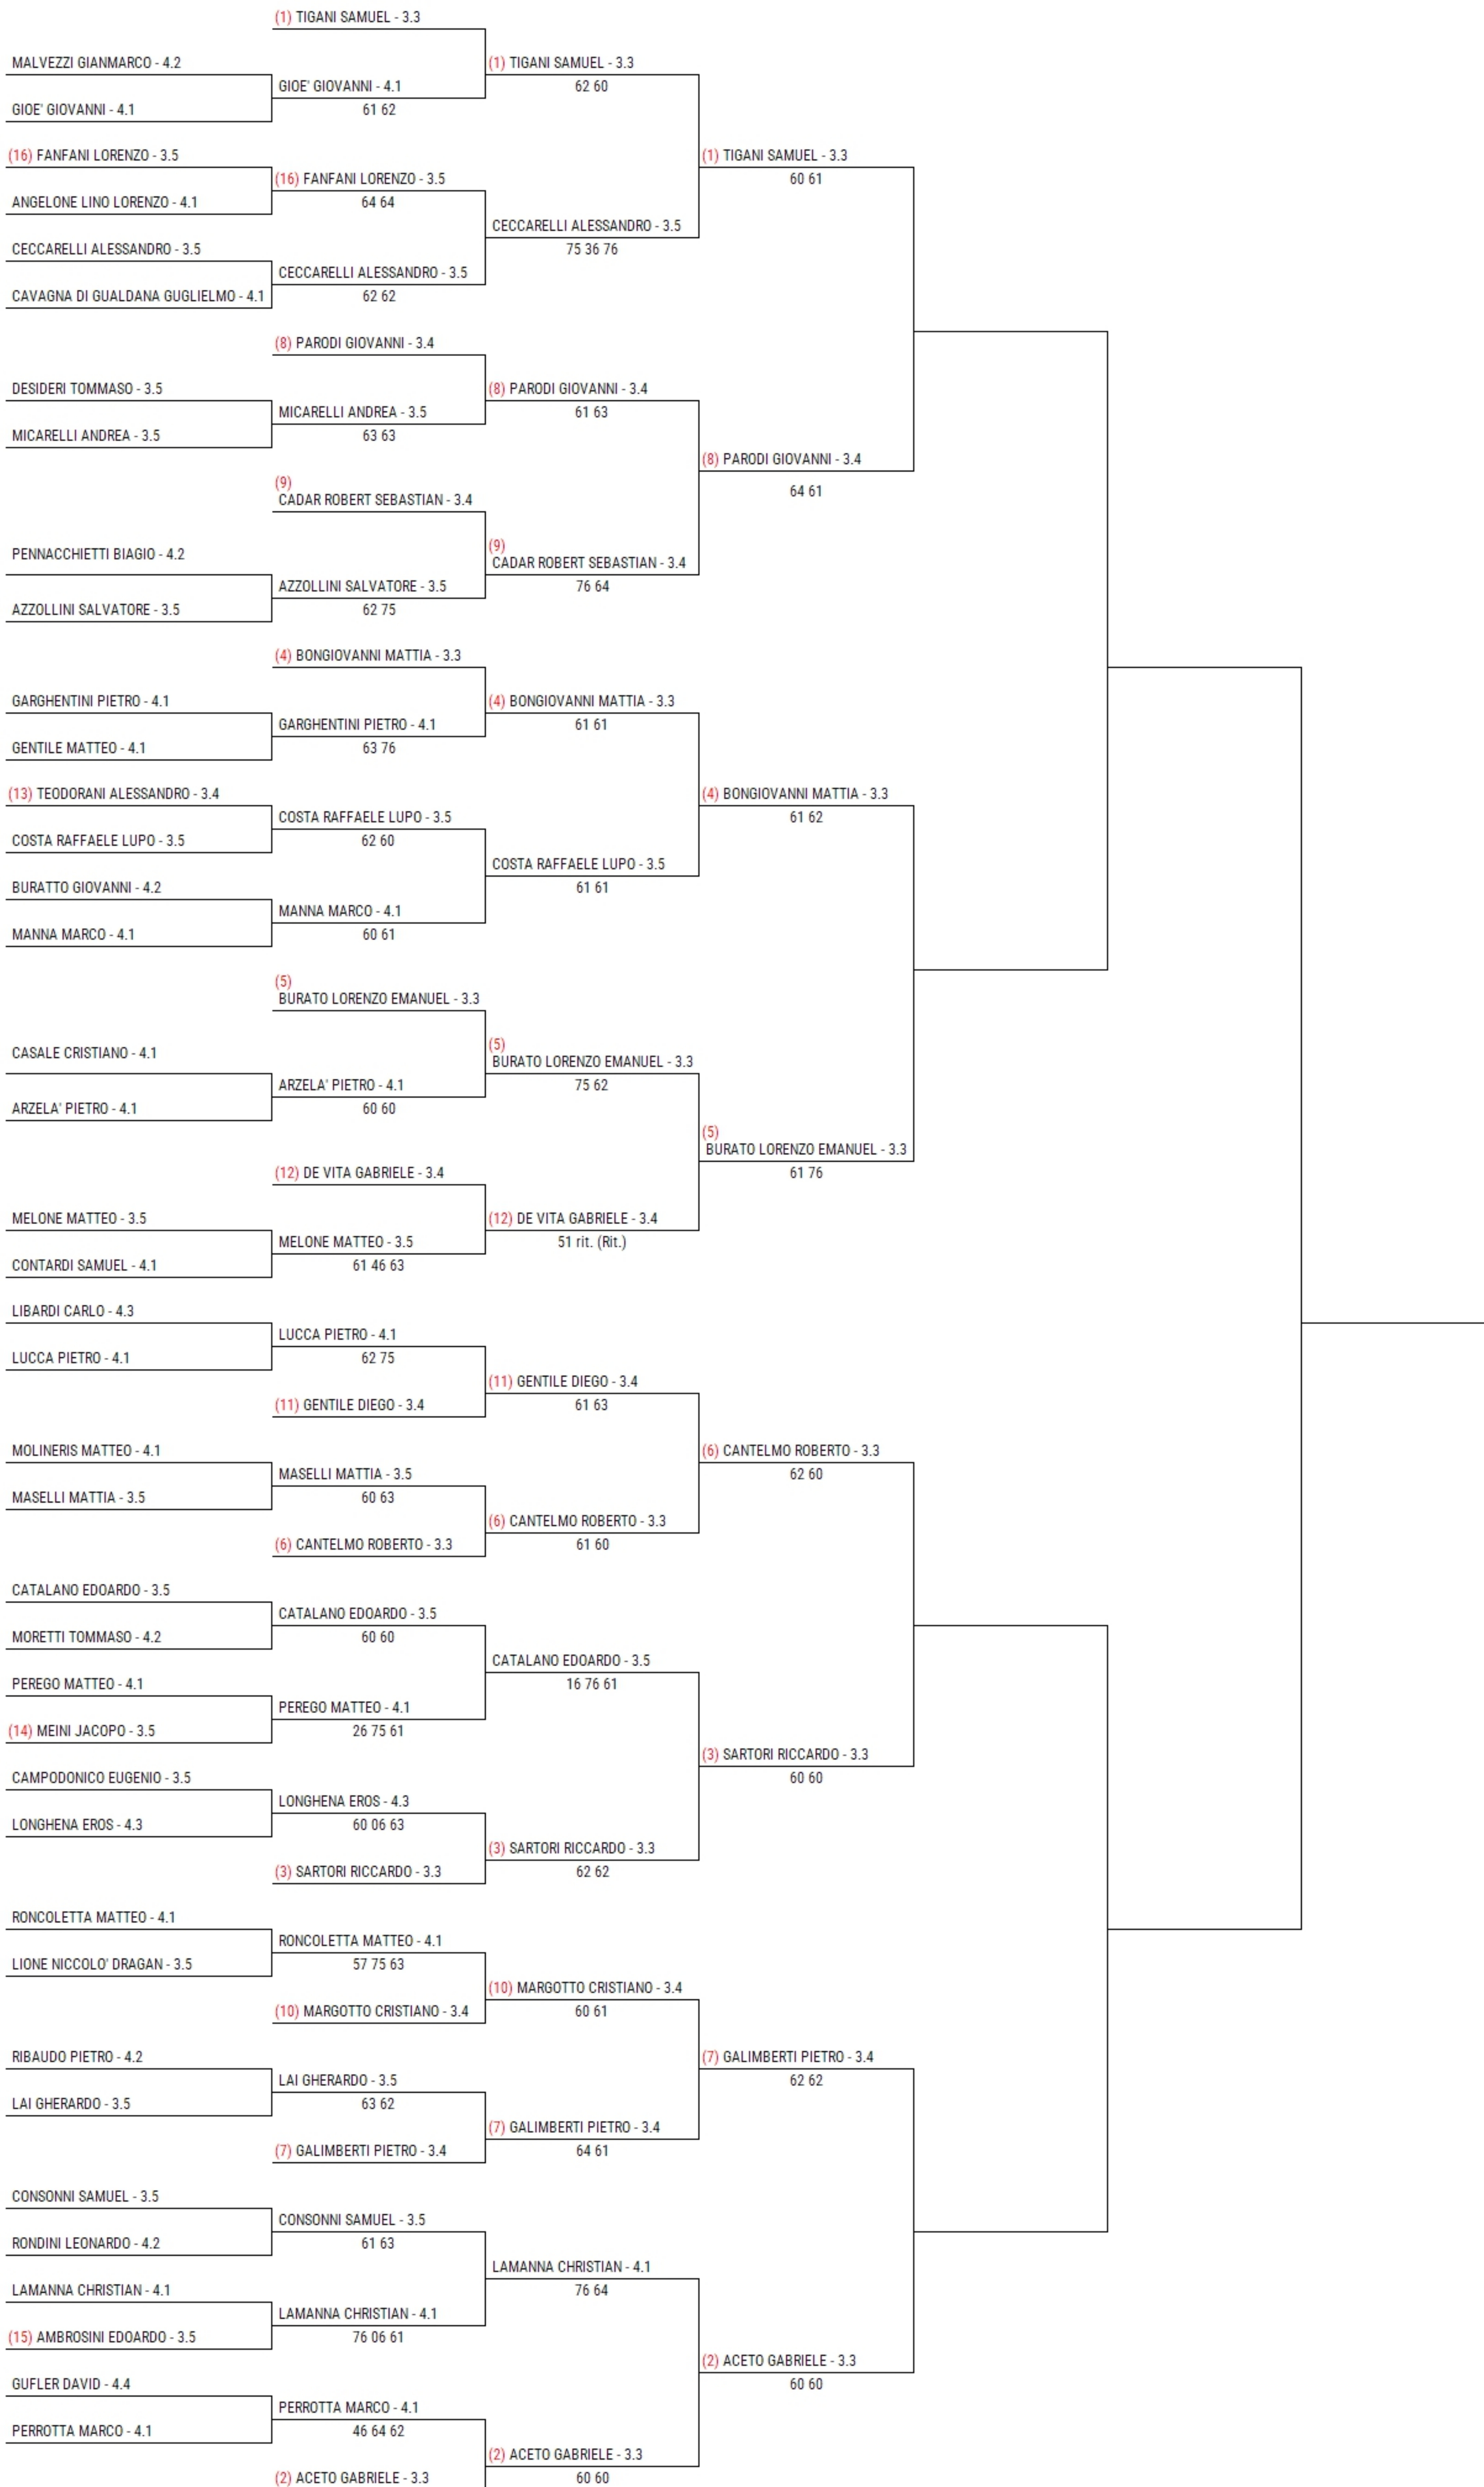 (1) TIGANI SAMUEL - 3.3
MALVEZZI GIANMARCO - 4.2
(1) TIGANI SAMUEL - 3.3
GIOE' GIOVANNI - 4.1
62 60
GIOE' GIOVANNI - 4.1
61 62
(16) FANFANI LORENZO - 3.5
(1) TIGANI SAMUEL - 3.3
(16) FANFANI LORENZO - 3.5
60 61
ANGELONE LINO LORENZO - 4.1
64 64
CECCARELLI ALESSANDRO - 3.5
CECCARELLI ALESSANDRO - 3.5
75 36 76
CECCARELLI ALESSANDRO - 3.5
CAVAGNA DI GUALDANA GUGLIELMO - 4.1
62 62
(8) PARODI GIOVANNI - 3.4
DESIDERI TOMMASO - 3.5
(8) PARODI GIOVANNI - 3.4
MICARELLI ANDREA - 3.5
61 63
MICARELLI ANDREA - 3.5
63 63
(8) PARODI GIOVANNI - 3.4
(9)
64 61
CADAR ROBERT SEBASTIAN - 3.4
(9)
PENNACCHIETTI BIAGIO - 4.2
CADAR ROBERT SEBASTIAN - 3.4
AZZOLLINI SALVATORE - 3.5
76 64
AZZOLLINI SALVATORE - 3.5
62 75
(4) BONGIOVANNI MATTIA - 3.3
GARGHENTINI PIETRO - 4.1
(4) BONGIOVANNI MATTIA - 3.3
GARGHENTINI PIETRO - 4.1
61 61
GENTILE MATTEO - 4.1
63 76
(13) TEODORANI ALESSANDRO - 3.4
(4) BONGIOVANNI MATTIA - 3.3
COSTA RAFFAELE LUPO - 3.5
61 62
COSTA RAFFAELE LUPO - 3.5
62 60
COSTA RAFFAELE LUPO - 3.5
BURATTO GIOVANNI - 4.2
61 61
MANNA MARCO - 4.1
MANNA MARCO - 4.1
60 61
(5)
BURATO LORENZO EMANUEL - 3.3
(5)
CASALE CRISTIANO - 4.1
BURATO LORENZO EMANUEL - 3.3
ARZELA' PIETRO - 4.1
75 62
ARZELA' PIETRO - 4.1
60 60
(5)
BURATO LORENZO EMANUEL - 3.3
(12) DE VITA GABRIELE - 3.4
61 76
MELONE MATTEO - 3.5
(12) DE VITA GABRIELE - 3.4
MELONE MATTEO - 3.5
51 rit. (Rit.)
CONTARDI SAMUEL - 4.1
61 46 63
LIBARDI CARLO - 4.3
LUCCA PIETRO - 4.1
LUCCA PIETRO - 4.1
62 75
(11) GENTILE DIEGO - 3.4
(11) GENTILE DIEGO - 3.4
61 63
MOLINERIS MATTEO - 4.1
(6) CANTELMO ROBERTO - 3.3
MASELLI MATTIA - 3.5
62 60
MASELLI MATTIA - 3.5
60 63
(6) CANTELMO ROBERTO - 3.3
(6) CANTELMO ROBERTO - 3.3
61 60
CATALANO EDOARDO - 3.5
CATALANO EDOARDO - 3.5
MORETTI TOMMASO - 4.2
60 60
CATALANO EDOARDO - 3.5
PEREGO MATTEO - 4.1
16 76 61
PEREGO MATTEO - 4.1
(14) MEINI JACOPO - 3.5
26 75 61
(3) SARTORI RICCARDO - 3.3
CAMPODONICO EUGENIO - 3.5
60 60
LONGHENA EROS - 4.3
LONGHENA EROS - 4.3
60 06 63
(3) SARTORI RICCARDO - 3.3
(3) SARTORI RICCARDO - 3.3
62 62
RONCOLETTA MATTEO - 4.1
RONCOLETTA MATTEO - 4.1
LIONE NICCOLO' DRAGAN - 3.5
57 75 63
(10) MARGOTTO CRISTIANO - 3.4
(10) MARGOTTO CRISTIANO - 3.4
60 61
RIBAUDO PIETRO - 4.2
(7) GALIMBERTI PIETRO - 3.4
LAI GHERARDO - 3.5
62 62
LAI GHERARDO - 3.5
63 62
(7) GALIMBERTI PIETRO - 3.4
(7) GALIMBERTI PIETRO - 3.4
64 61
CONSONNI SAMUEL - 3.5
CONSONNI SAMUEL - 3.5
RONDINI LEONARDO - 4.2
61 63
LAMANNA CHRISTIAN - 4.1
LAMANNA CHRISTIAN - 4.1
76 64
LAMANNA CHRISTIAN - 4.1
(15) AMBROSINI EDOARDO - 3.5
76 06 61
(2) ACETO GABRIELE - 3.3
GUFLER DAVID - 4.4
60 60
PERROTTA MARCO - 4.1
PERROTTA MARCO - 4.1
46 64 62
(2) ACETO GABRIELE - 3.3
(2) ACETO GABRIELE - 3.3
60 60